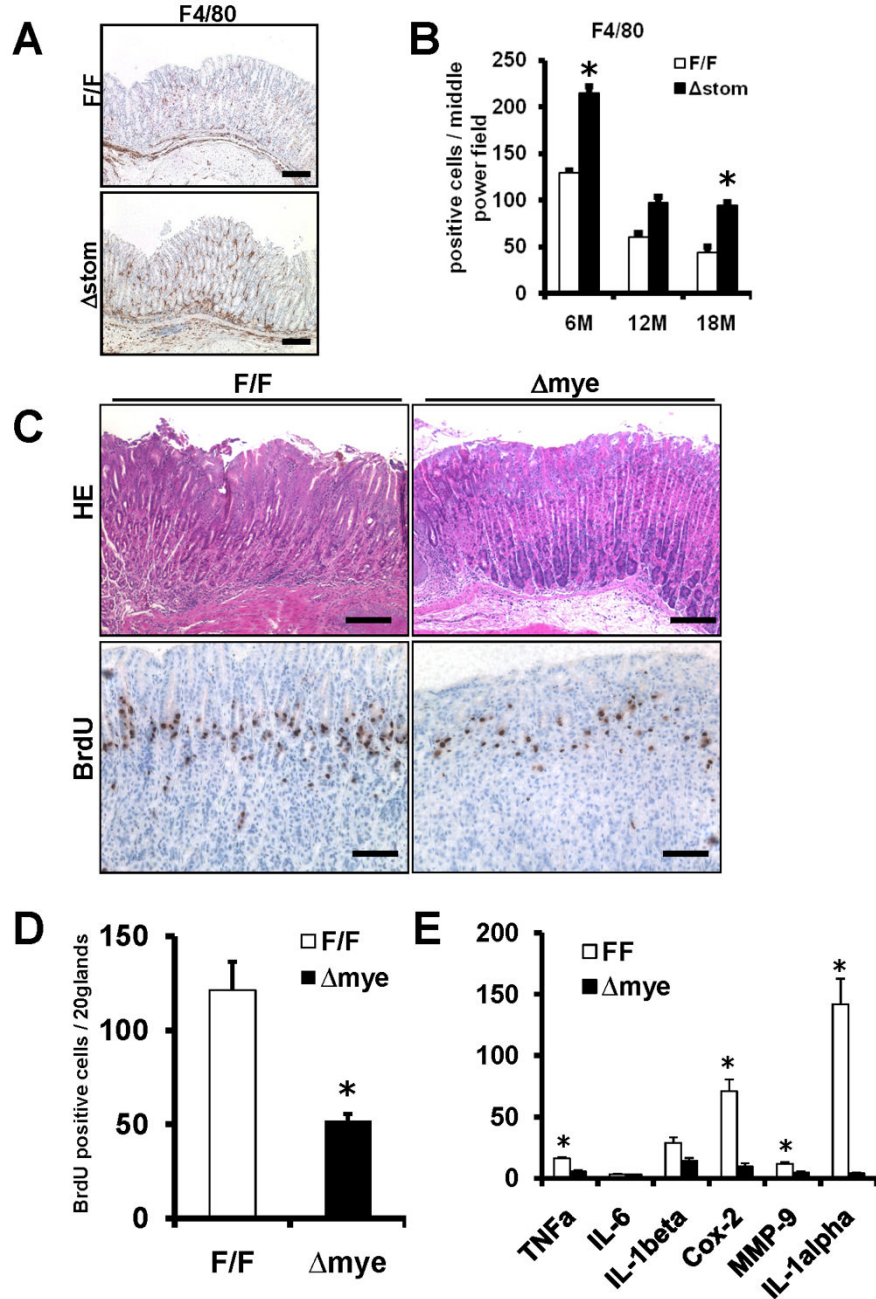 A
F4/80
F/F
Δstom
B
F4/80
F/F
Δstom
positive cells / middle
power field
250
200
150
100
50
0
*
*
6M 12M 18M
C
F/F Δmye
HE
BrdU
D
BrdU positive cells / 20glands
150
100
50
0
F/F
Δmye
*
F/F Δmye
E
200
150
100
50
0
FF
Δmye
*
*
*
*
TNFa IL-6 IL-1beta Cox-2 MMP-9 IL-1alpha